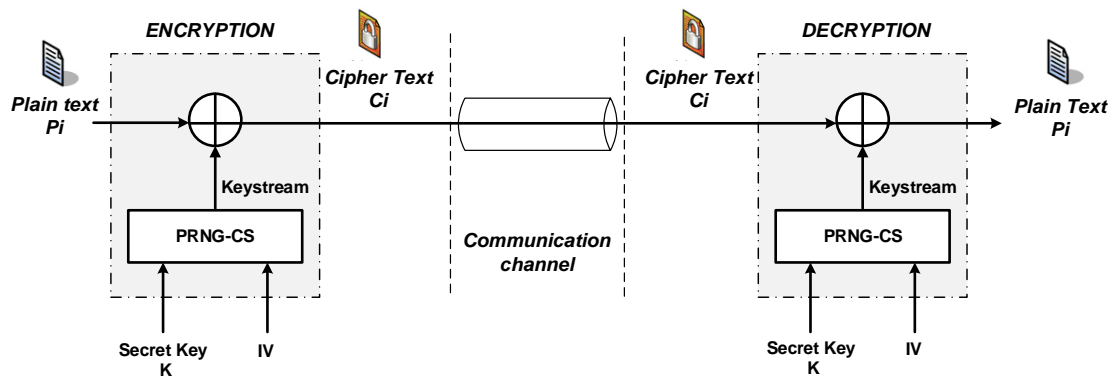 ENCRYPTION
DECRYPTION
Plain text
Pi
Cipher Text
Ci
Cipher Text
Ci
Plain Text
Pi
Keystream
Keystream
PRNG-CS
PRNG-CS
Communication
channel
Secret Key
K
IV
Secret Key
K
IV